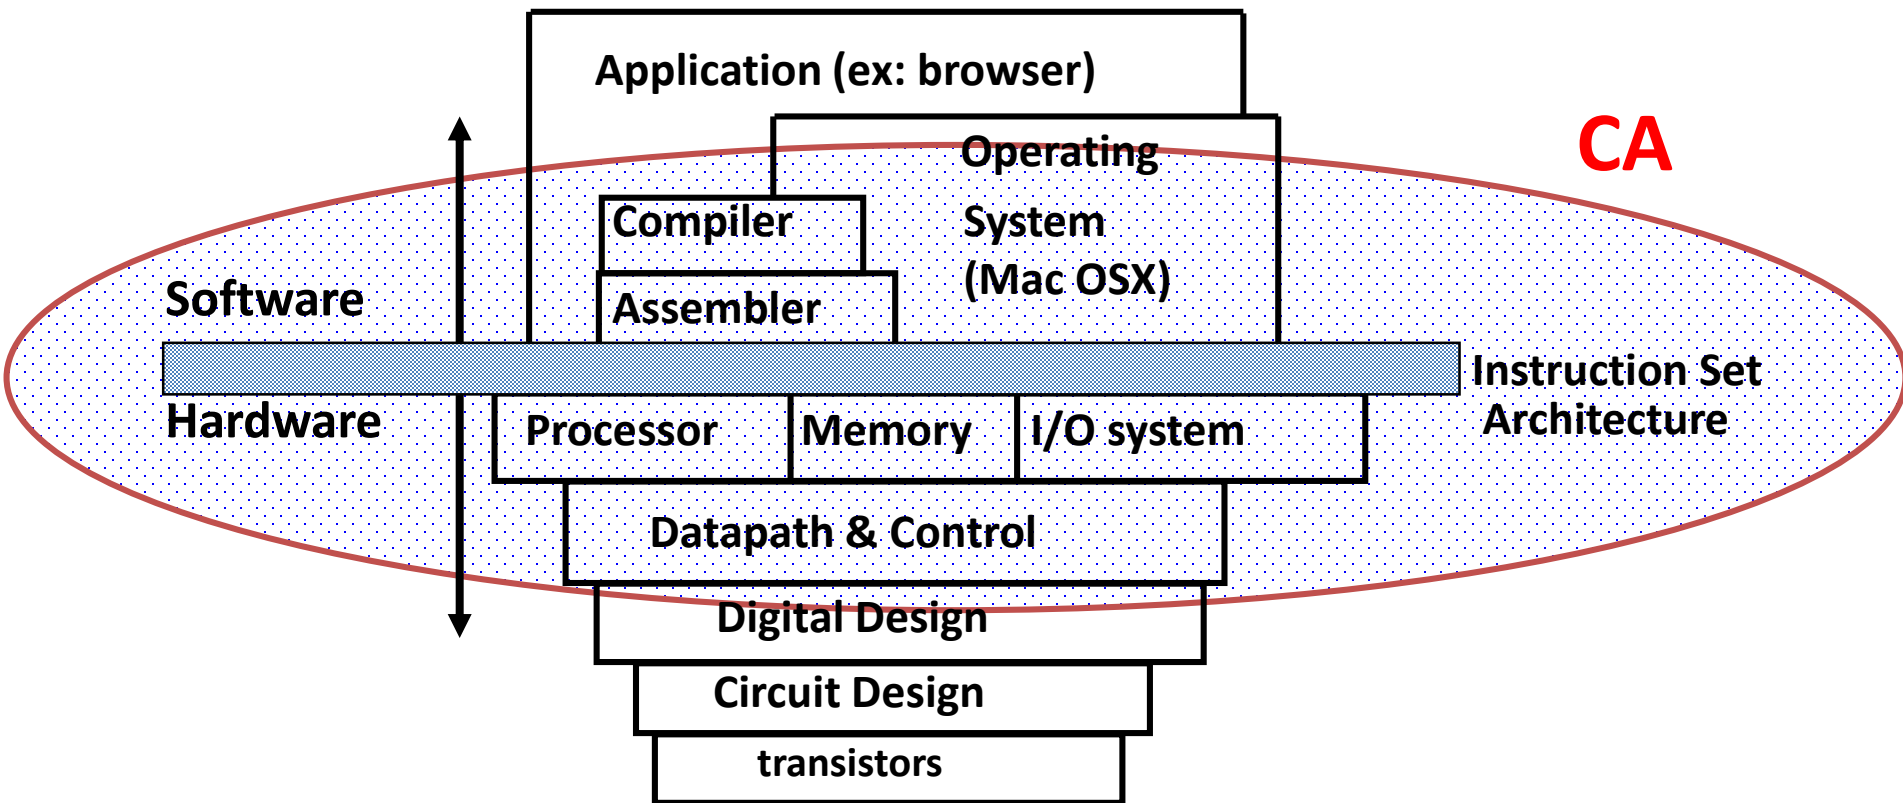 Application (ex: browser)
CA
Operating
System
(Mac OSX)
Compiler
Assembler
Software
Instruction Set
Architecture
Hardware
Processor
Memory
I/O system
Datapath & Control
Digital Design
Circuit Design
transistors